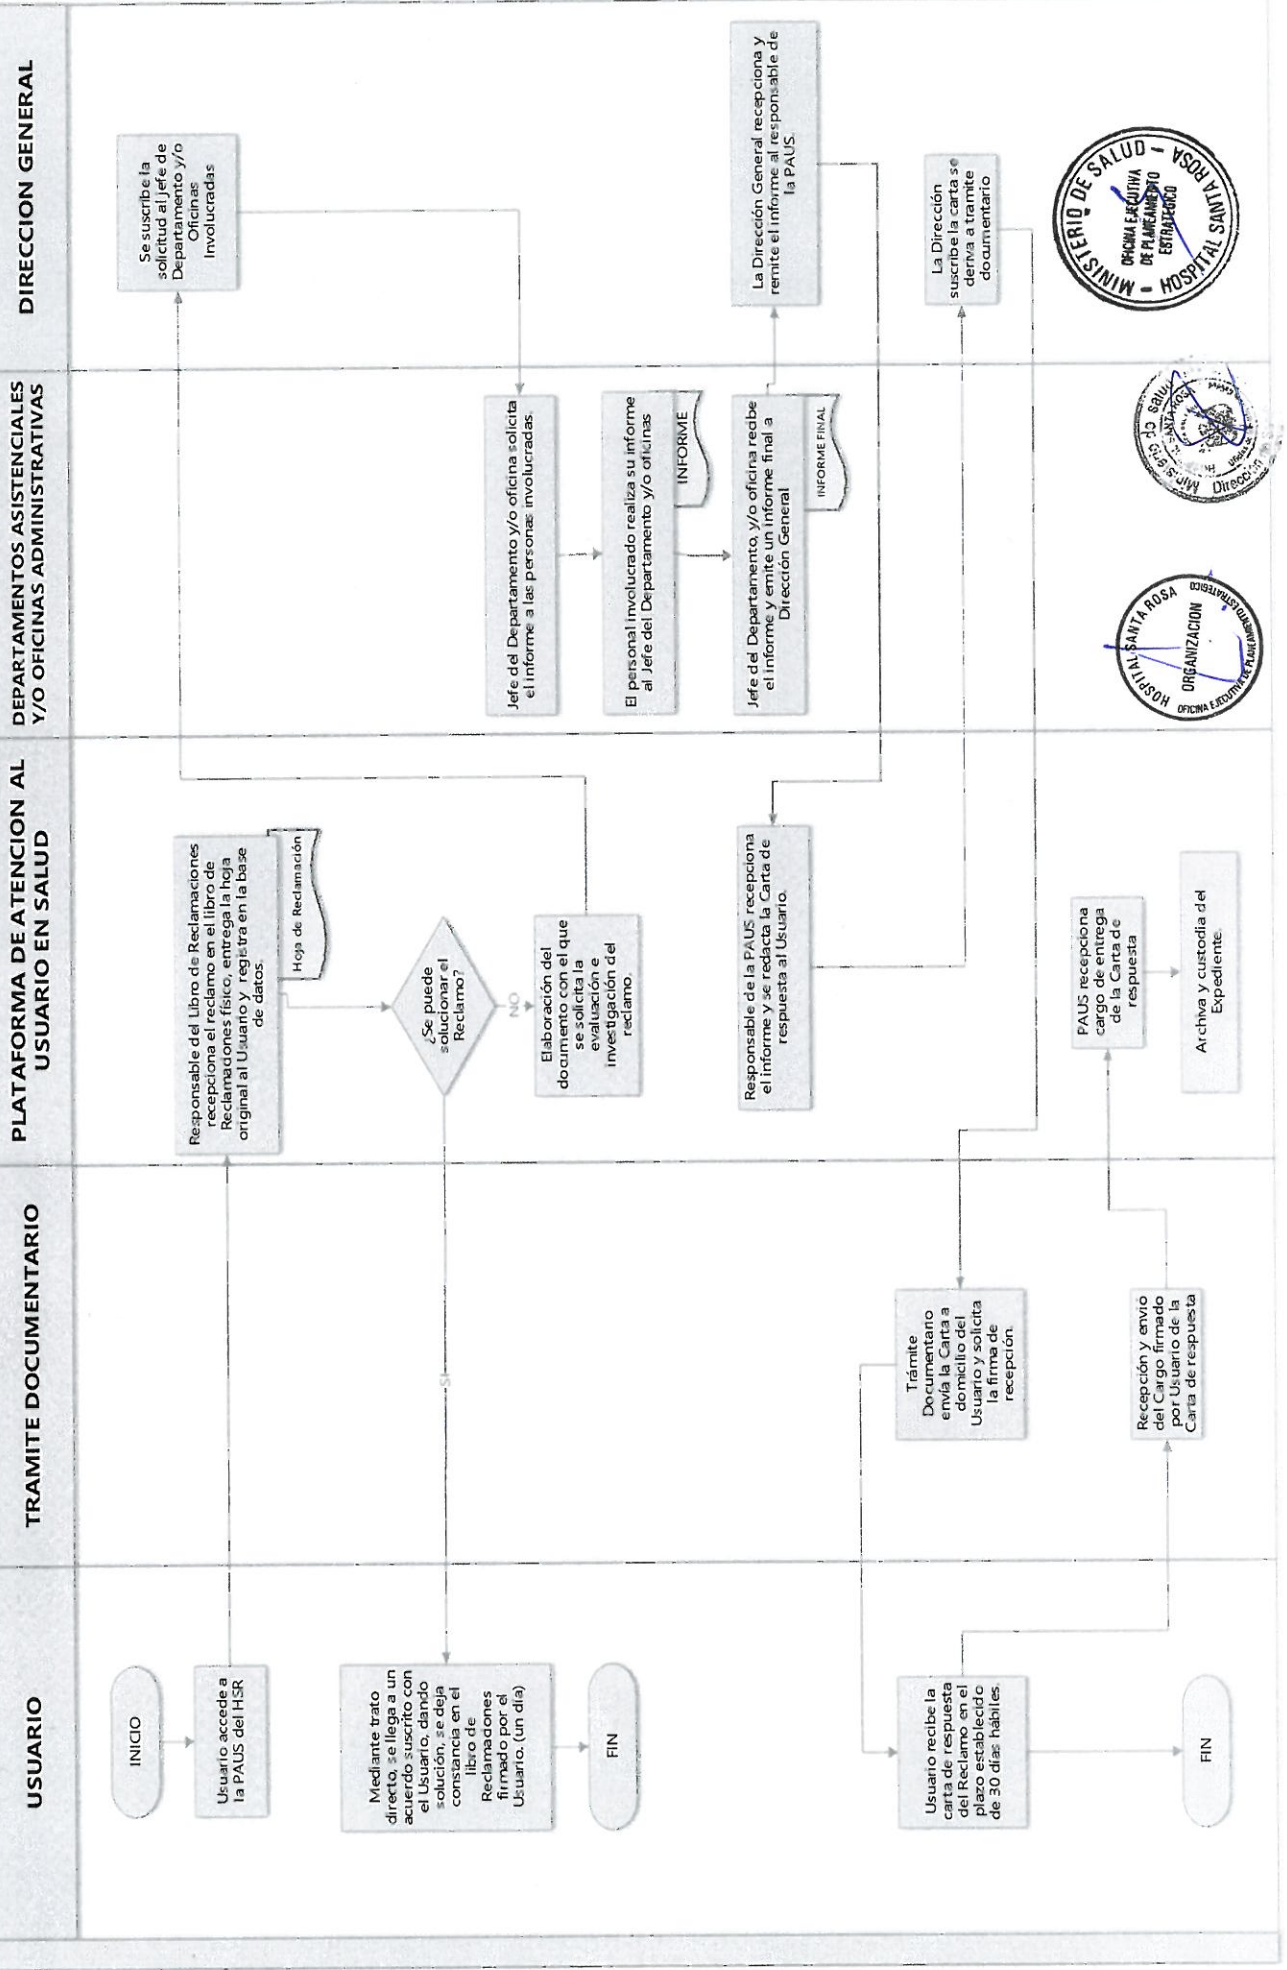 USUARIO
TRAMITE DOCUMENTARIO
PLATAFORMA DE ATENCION AL
USUARIO EN SALUD
DEPARTAMENTOS ASISTENCIALES
Y/O OFICINAS ADMINISTRATIVAS
DIRECCION GENERAL
INICIO
Usuario accede a
la PAUS del HSR
Responsable del Libro de Reclamaciones
recepciona el reclamo en el libro de
Reclamaciones físico, entrega la hoja
original al Usuario y registra en la base
de datos.
Hoja de Reclamación
¿Se puede
solucionar el
Reclamo?
SI
NO
Mediante trato
directo, se llega a un
acuerdo suscrito con
el Usuario, dando
solución, se deja
constancia en el
libro de
Reclamaciones
firmado por el
Usuario. (un día)
FIN
Elaboración del
documento con el que
se solicita la
evaluación e
investigación del
reclamo.
Se suscribe la
solicitud al jefe de
Departamento y/o
Oficinas
Involucradas
Jefe del Departamento y/o oficina solicita
el informe a las personas involucradas.
El personal involucrado realiza su informe
al Jefe del Departamento y/o oficinas
INFORME
Jefe del Departamento, y/o oficina recibe
el informe y emite un informe final a
Dirección General
INFORME FINAL
La Dirección General recepciona y
remite el informe al responsable de
la PAUS.
Responsable de la PAUS recepciona
el informe y se redacta la Carta de
respuesta al Usuario.
La Dirección
suscribe la carta se
deriva a tramite
documentario
Trámite
Documentario
envía la Carta a
domicilio del
Usuario y solicita
la firma de
recepción.
Usuario recibe la
carta de respuesta
del Reclamo en el
plazo establecido
de 30 días hábiles.
FIN
Recepción y envió
del Cargo firmado
por Usuario de la
Carta de respuesta
PAUS recepciona
cargo de entrega
de la Carta de
respuesta
Archiva y custodia del
Expediente.
HOSPITAL SANTA ROSA
ORGANIZACION
OFICINA EJECUTIVA DE PLANEAMIENTO ESTRATEGICO
Ministerio de Salud
SANTA ROSA
Dirección
MINISTERIO DE SALUD - HOSPITAL SANTA ROSA
OFICINA EJECUTIVA
DE PLANEAMIENTO
ESTRATEGICO